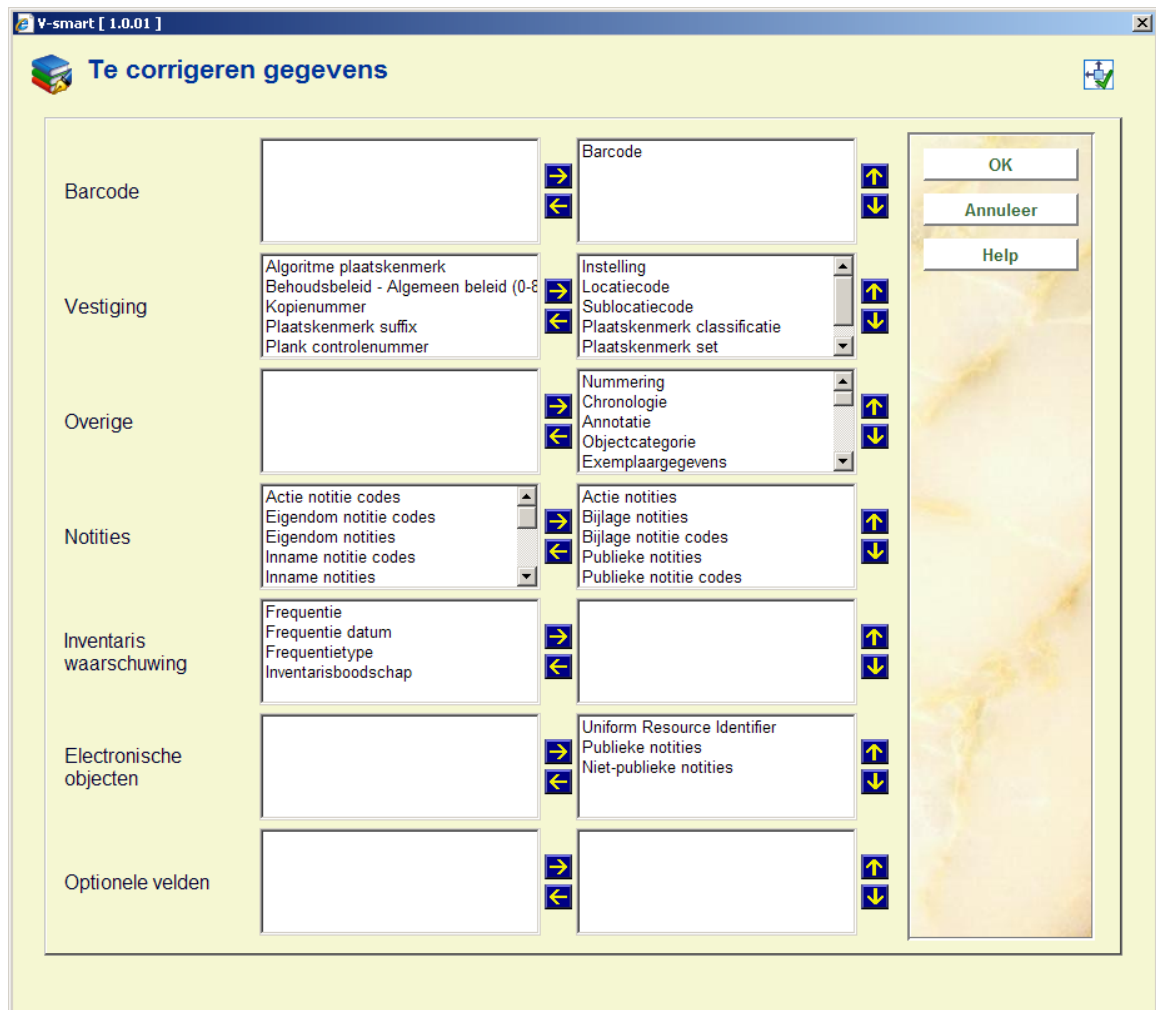 V-smart [ 1.0.01 ]
Te corrigeren gegevens
Barcode
Barcode
OK
Annuleer
Help
Vestiging
Algoritme plaatskenmerk
Behoudsbeleid - Algemeen beleid (0-8
Kopienummer
Plaatskenmerk suffix
Plank controlenummer
Instelling
Locatiecode
Sublocatiecode
Plaatskenmerk classificatie
Plaatskenmerk set
Overige
Nummering
Chronologie
Annotatie
Objectcategorie
Exemplaargegevens
Notities
Actie notitie codes
Eigendom notitie codes
Eigendom notities
Inname notitie codes
Inname notities
Actie notities
Bijlage notities
Bijlage notitie codes
Publieke notities
Publieke notitie codes
Inventaris
waarschuwing
Frequentie
Frequentie datum
Frequentietype
Inventarisboodschap
Electronische
objecten
Uniform Resource Identifier
Publieke notities
Niet-publieke notities
Optionele velden